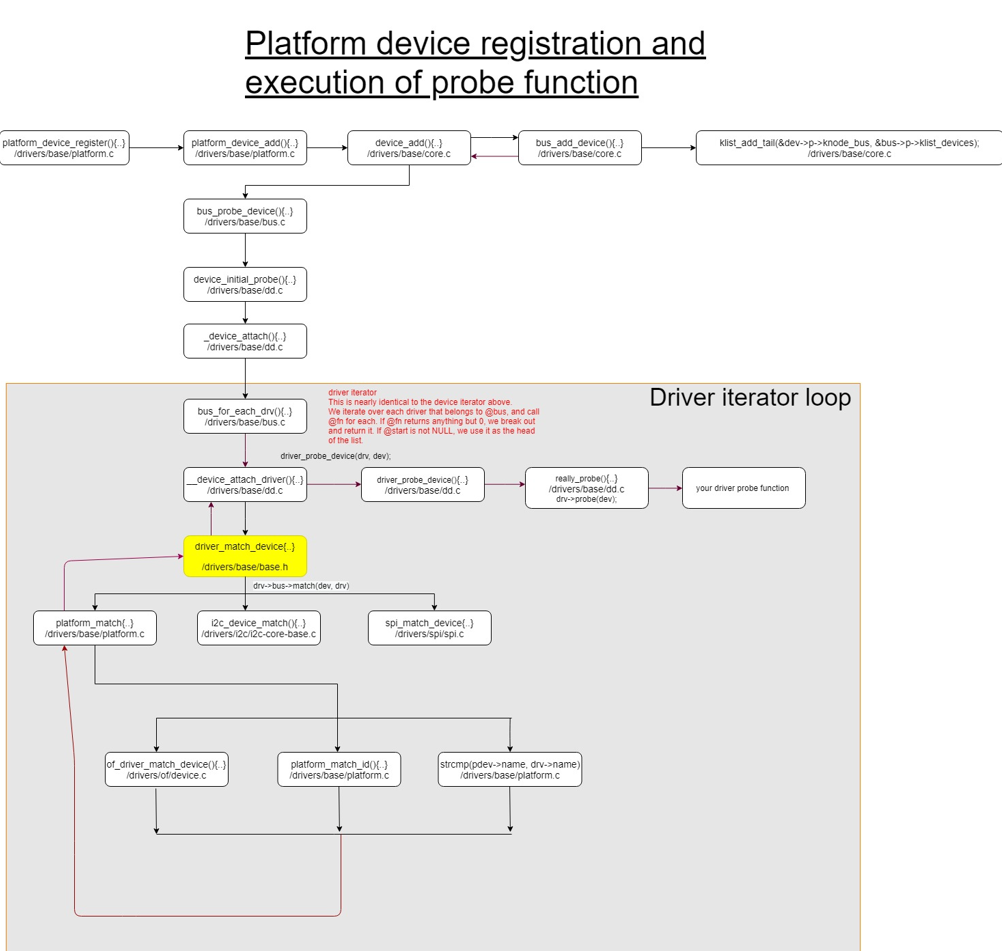 Platform device registration and
execution of probe function
platform_device_register(){..}
/drivers/base/platform.c
platform_device_add(){..}
/drivers/base/platform.c
device_add(){..}
/drivers/base/core.c
bus_add_device(){..}
/drivers/base/core.c
klist_add_tail(&dev->p->knode_bus, &bus->p->klist_devices);
/drivers/base/core.c
bus_probe_device(){..}
/drivers/base/bus.c
device_initial_probe(){..}
/drivers/base/dd.c
_device_attach(){..}
/drivers/base/dd.c
Driver iterator loop
bus_for_each_drv(){..}
/drivers/base/bus.c
driver iterator
This is nearly identical to the device iterator above.
We iterate over each driver that belongs to @bus, and call
@fn for each. If @fn returns anything but 0, we break out
and return it. If @start is not NULL, we use it as the head
of the list.
driver_probe_device(drv, dev);
__device_attach_driver(){..}
/drivers/base/dd.c
driver_probe_device(){..}
/drivers/base/dd.c
really_probe(){..}
/drivers/base/dd.c
drv->probe(dev);
your driver probe function
driver_match_device{..}
/drivers/base/base.h
drv->bus->match(dev, drv)
platform_match{..}
/drivers/base/platform.c
i2c_device_match(){..}
/drivers/i2c/i2c-core-base.c
spi_match_device{..}
/drivers/spi/spi.c
of_driver_match_device(){..}
/drivers/of/device.c
platform_match_id(){..}
/drivers/base/platform.c
strcmp(pdev->name, drv->name)
/drivers/base/platform.c